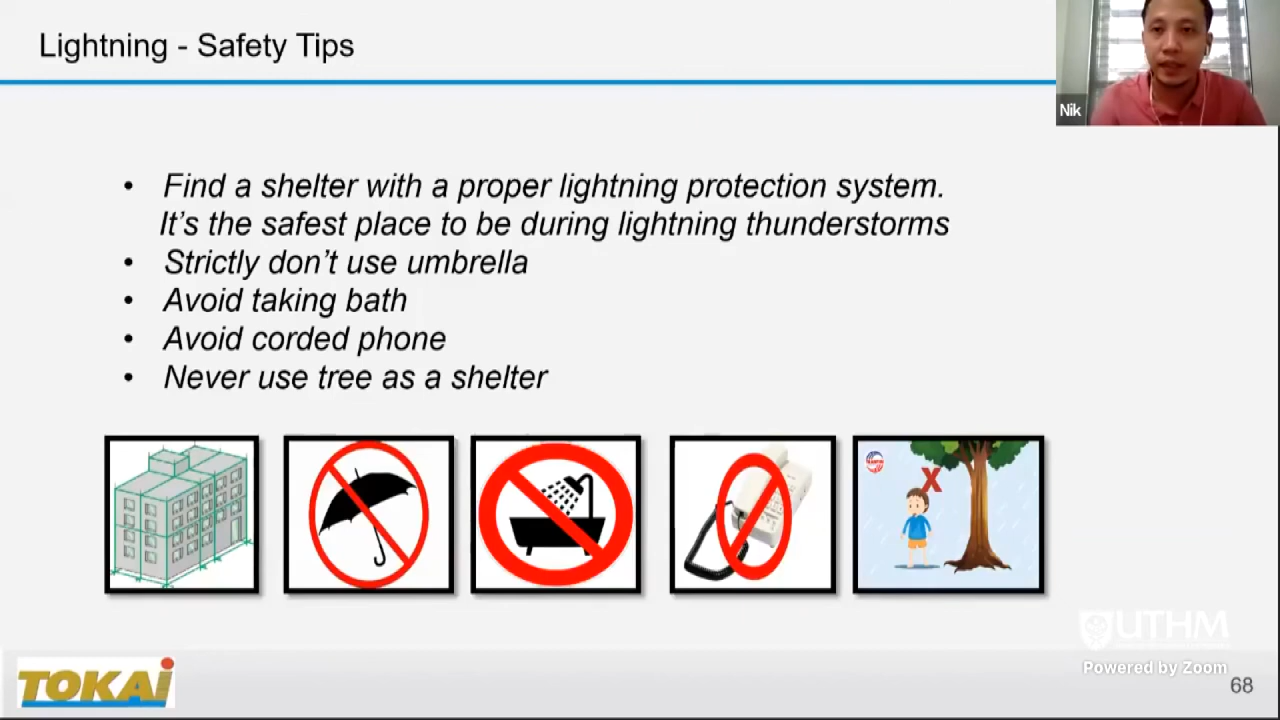 Lightning - Safety Tips
Nik
• Find a shelter with a proper lightning protection system.
It's the safest place to be during lightning thunderstorms
• Strictly don't use umbrella
• Avoid taking bath
• Avoid corded phone
• Never use tree as a shelter
X
UTHM
Powered by Zoom
TOKAI
68